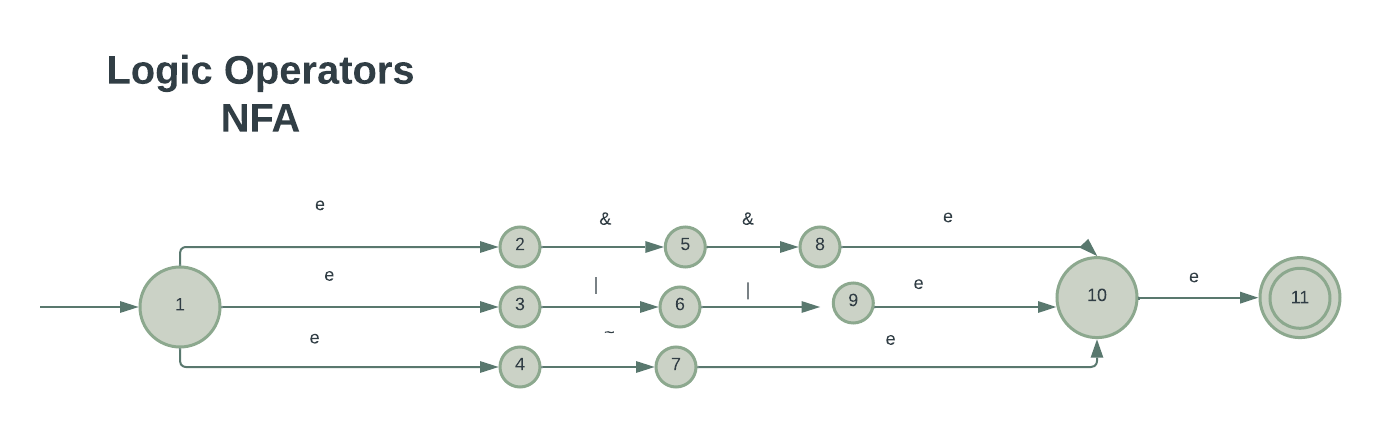 Logic Operators
NFA
e
& & e
2 5 8
e | | e e
1 3 6 9 10 11
e ~ e
4 7